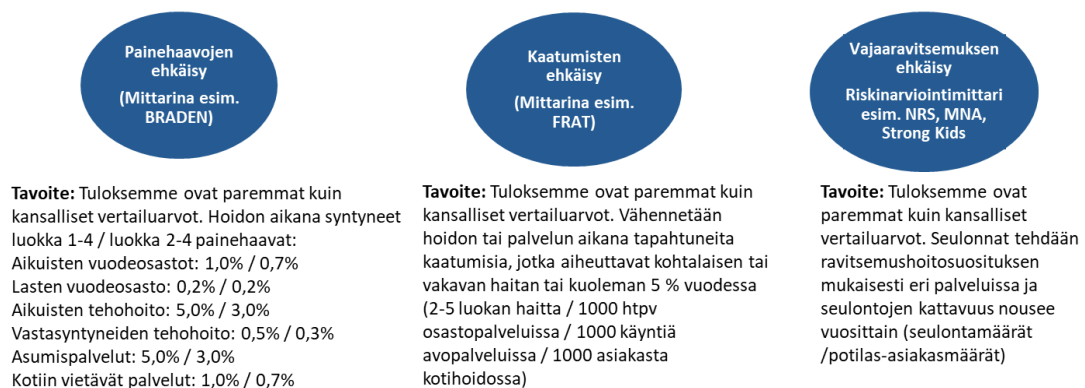 Painehaavojen
ehkäisy
(Mittarina esim.
BRADEN)
Tavoite: Tuloksemme ovat paremmat kuin
kansalliset vertailuarvot. Hoidon aikana syntyneet
luokka 1-4 / luokka 2-4 painehaavat:
Aikuisten vuodeosastot: 1,0% / 0,7%
Lasten vuodeosasto: 0,2% / 0,2%
Aikuisten tehohoito: 5,0% / 3,0%
Vastasyntyneiden tehohoito: 0,5% / 0,3%
Asumispalvelut: 5,0% / 3,0%
Kotiin vietävät palvelut: 1,0% / 0,7%
Kaatumisten
ehkäisy
(Mittarina esim.
FRAT)
Tavoite: Tuloksemme ovat paremmat kuin
kansalliset vertailuarvot. Vähennetään
hoidon tai palvelun aikana tapahtuneita
kaatumisia, jotka aiheuttavat kohtalaisen tai
vakavan haitan tai kuoleman 5 % vuodessa
(2-5 luokan haitta / 1000 htpv
osastopalveluissa / 1000 käyntiä
avopalveluissa / 1000 asiakasta
kotihoidossa)
Vajaaravitsemuksen
ehkäisy
Riskinarviointimittari
esim. NRS, MNA,
Strong Kids
Tavoite: Tuloksemme ovat
paremmat kuin kansalliset
vertailuarvot. Seulonnat tehdään
ravitsemushoitosuosituksen
mukaisesti eri palveluissa ja
seulontojen kattavuus nousee
vuosittain (seulontamäärät
/potilas-asiakasmäärät)